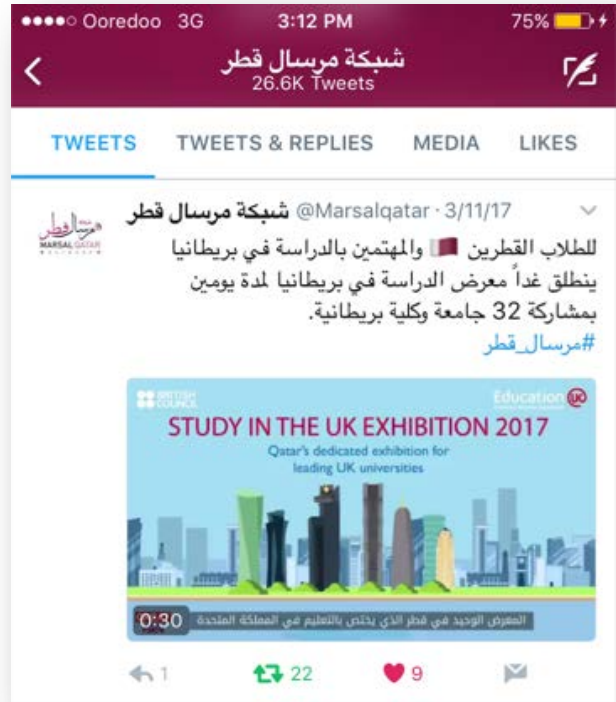 Ooredoo 3G 3:12 PM 75%
شبكة مرسال قطر
26.6K Tweets
TWEETS TWEETS & REPLIES MEDIA LIKES
شبكة مرسال قطر @Marsalqatar · 3/11/17
مرسال قطر
MARSAL QATAR
للطلاب القطرين 🇶🇦 والمهتمين بالدراسة في بريطانيا
ينطلق غداً معرض الدراسة في بريطانيا لمدة يومين
بمشاركة 32 جامعة وكلية بريطانية.
#مرسال_قطر
BRITISH COUNCIL
Education UK
STUDY IN THE UK EXHIBITION 2017
Qatar's dedicated exhibition for
leading UK universities
0:30 المعرض الوحيد في قطر الذي يختص بالتعليم في المملكة المتحدة
1 22 9